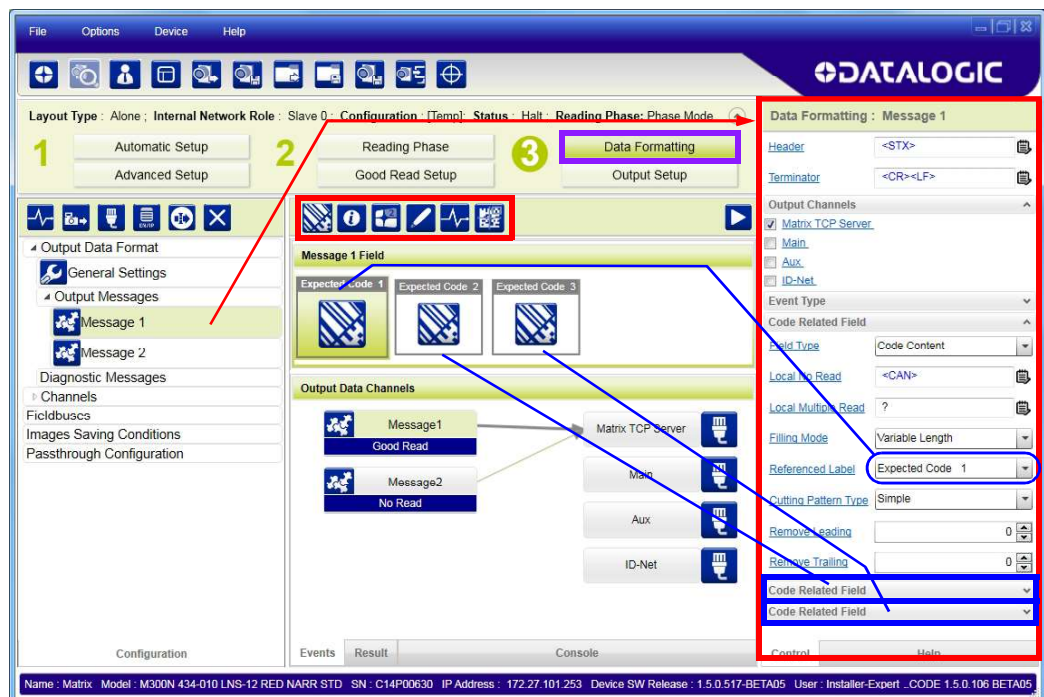 File Options Device Help
DATALOGIC
Layout Type : Alone ; Internal Network Role : Slave 0 ; Configuration : [Temp]; Status : Halt ; Reading Phase: Phase Mode
1
Automatic Setup
Advanced Setup
2
Reading Phase
Good Read Setup
3
Data Formatting
Output Setup
Output Data Format
General Settings
Output Messages
Message 1
Message 2
Diagnostic Messages
Channels
Fieldbuses
Images Saving Conditions
Passthrough Configuration
Configuration
Message 1 Field
Expected Code 1
Expected Code 2
Expected Code 3
Output Data Channels
Message1
Good Read
Message2
No Read
Matrix TCP Server
Main
Aux
ID-Net
Events Result Console
Data Formatting : Message 1
Header <STX>
Terminator <CR><LF>
Output Channels
Matrix TCP Server
Main
Aux
ID-Net
Event Type
Code Related Field
Field Type Code Content
Local No Read <CAN>
Local Multiple Read ?
Filling Mode Variable Length
Referenced Label Expected Code 1
Cutting Pattern Type Simple
Remove Leading 0
Remove Trailing 0
Code Related Field
Code Related Field
Control Help
Name : Matrix Model : M300N 434-010 LNS-12 RED NARR STD SN : C14P00630 IP Address : 172.27.101.253 Device SW Release : 1.5.0.517-BETA05 User : Installer-Expert ..CODE 1.5.0.106 BETA05